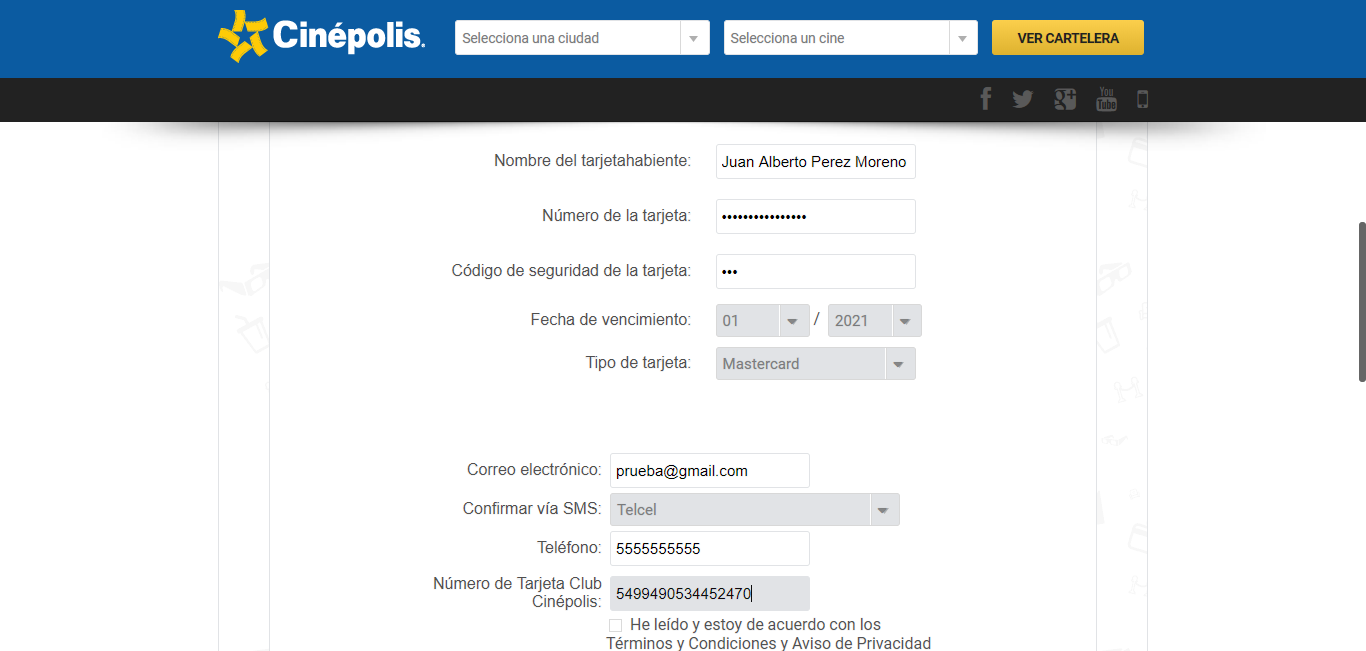 Cinépolis.
Selecciona una ciudad
Selecciona un cine
VER CARTELERA
You
Tube
Nombre del tarjetahabiente: Juan Alberto Perez Moreno
Número de la tarjeta: ••••••••••••••••
Código de seguridad de la tarjeta: •••
Fecha de vencimiento: 01 / 2021
Tipo de tarjeta: Mastercard
Correo electrónico: prueba@gmail.com
Confirmar vía SMS: Telcel
Teléfono: 5555555555
Número de Tarjeta Club
Cinépolis: 5499490534452470
He leído y estoy de acuerdo con los
Términos y Condiciones y Aviso de Privacidad